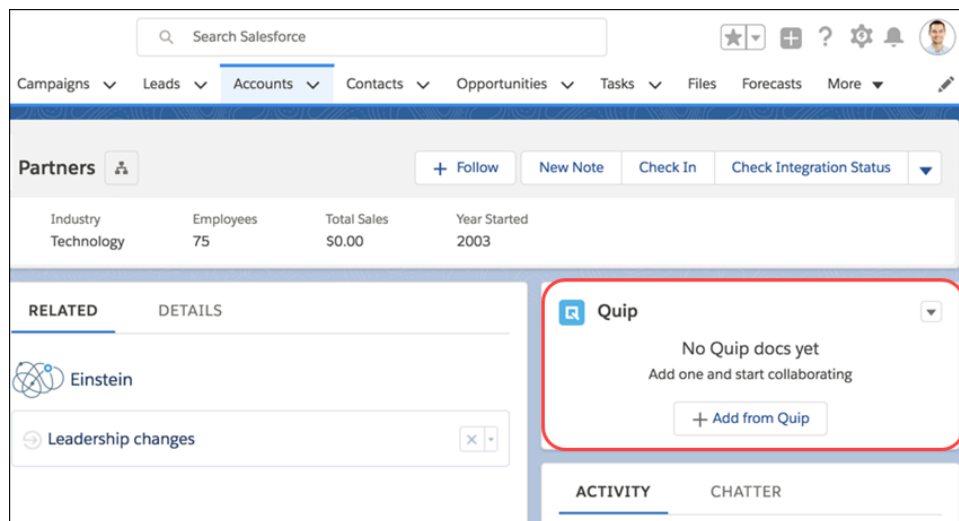 Search Salesforce
Campaigns Leads Accounts Contacts Opportunities Tasks Files Forecasts More
Partners
+ Follow New Note Check In Check Integration Status
Industry Employees Total Sales Year Started
Technology 75 $0.00 2003
RELATED DETAILS
Einstein
Leadership changes
Quip
No Quip docs yet
Add one and start collaborating
+ Add from Quip
ACTIVITY CHATTER